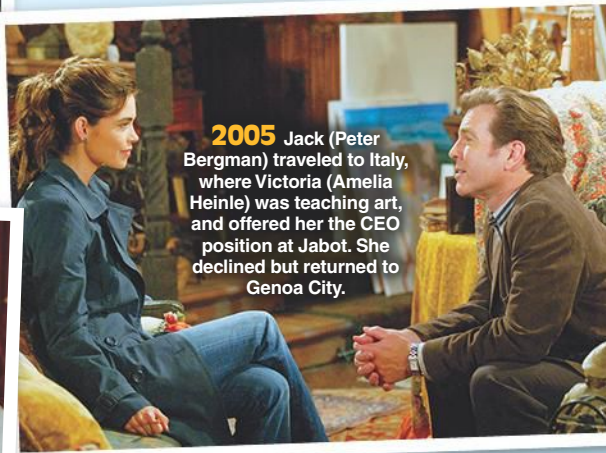 2005 Jack (Peter
Bergman) traveled to Italy,
where Victoria (Amelia
Heinle) was teaching art,
and offered her the CEO
position at Jabot. She
declined but returned to
Genoa City.